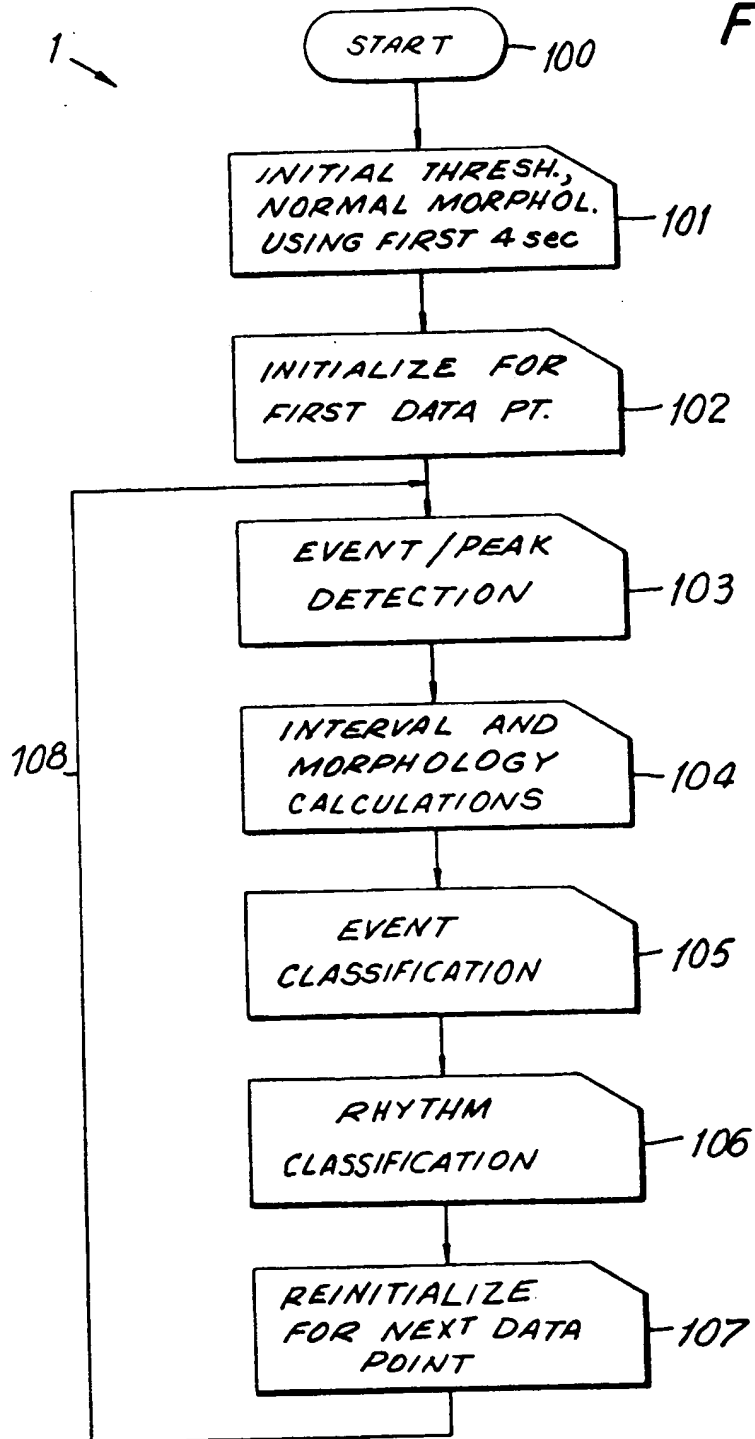 F
1
START
100
INITIAL THRESH.,
NORMAL MORPHOL.
USING FIRST 4 sec
101
INITIALIZE FOR
FIRST DATA PT.
102
EVENT / PEAK
DETECTION
103
INTERVAL AND
MORPHOLOGY
CALCULATIONS
104
108
EVENT
CLASSIFICATION
105
RHYTHM
CLASSIFICATION
106
REINITIALIZE
FOR NEXT DATA
POINT
107